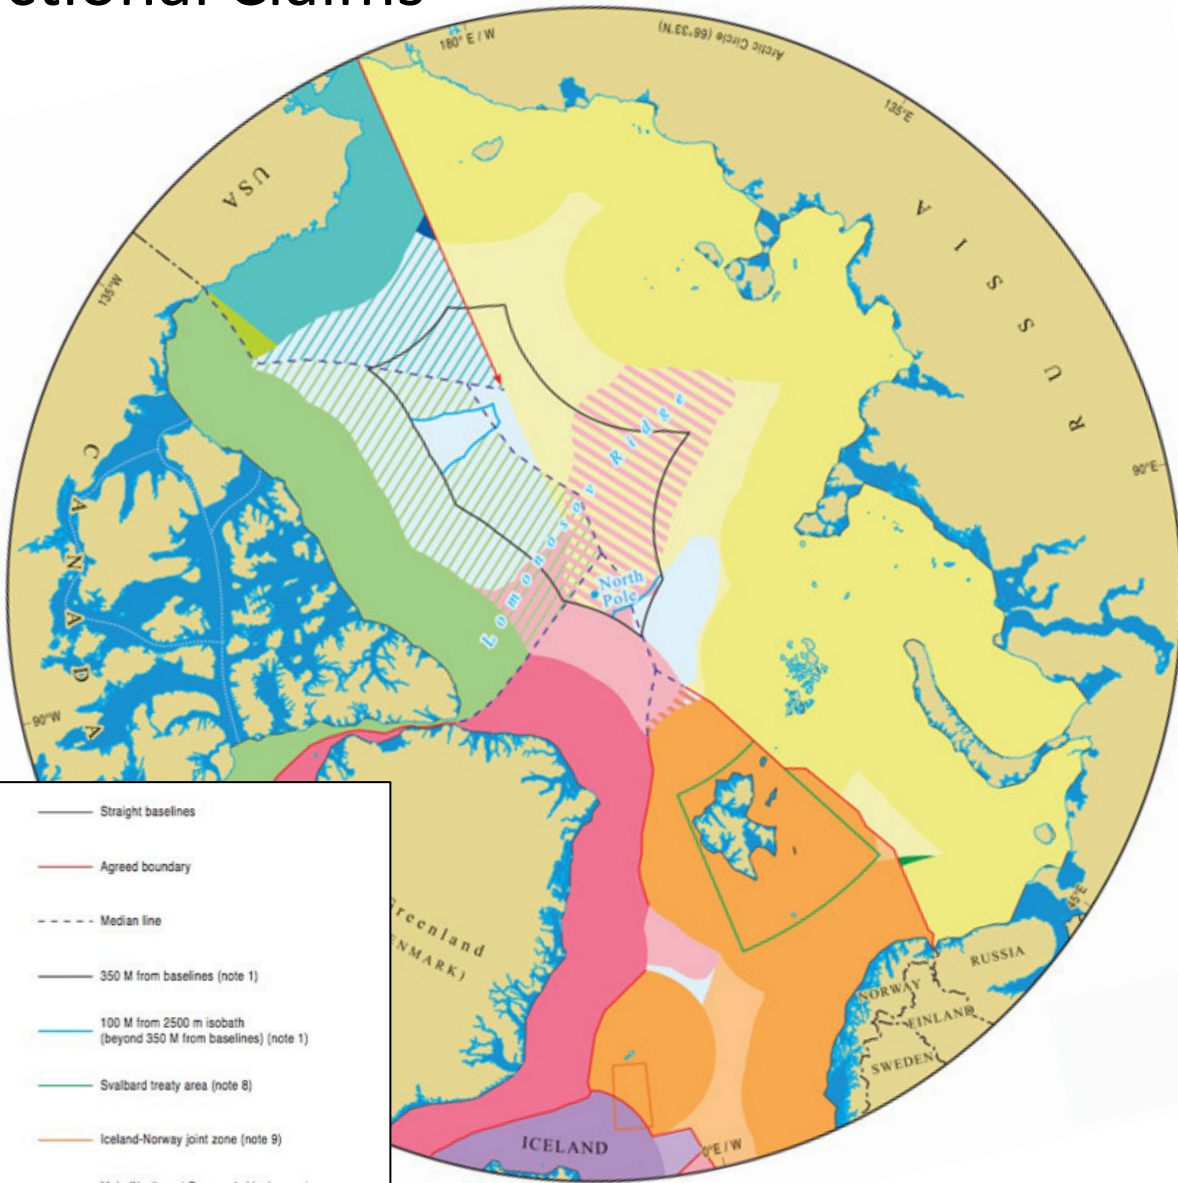 ctional Claims
180° E / W
Arctic Circle (66°33'N)
135°E
USA
RUSSIA
135°W
90°E
CANADA
Lomonosov Ridge
North
Pole
90°W
45°E
Greenland
ENMARK)
RUSSIA
NORWAY
FINLAND
SWEDEN
ICELAND
0°E / W
Straight baselines
Agreed boundary
Median line
350 M from baselines (note 1)
100 M from 2500 m isobath
(beyond 350 M from baselines) (note 1)
Svalbard treaty area (note 8)
Iceland-Norway joint zone (note 9)